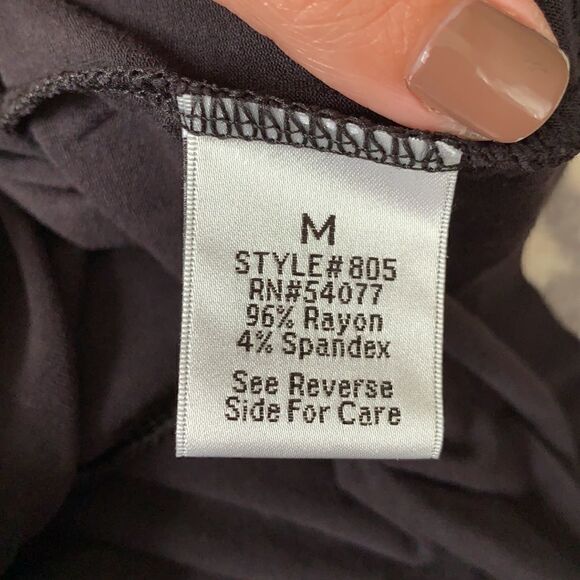 M
STYLE# 805
RN#54077
96% Rayon
4% Spandex
See Reverse
Side For Care